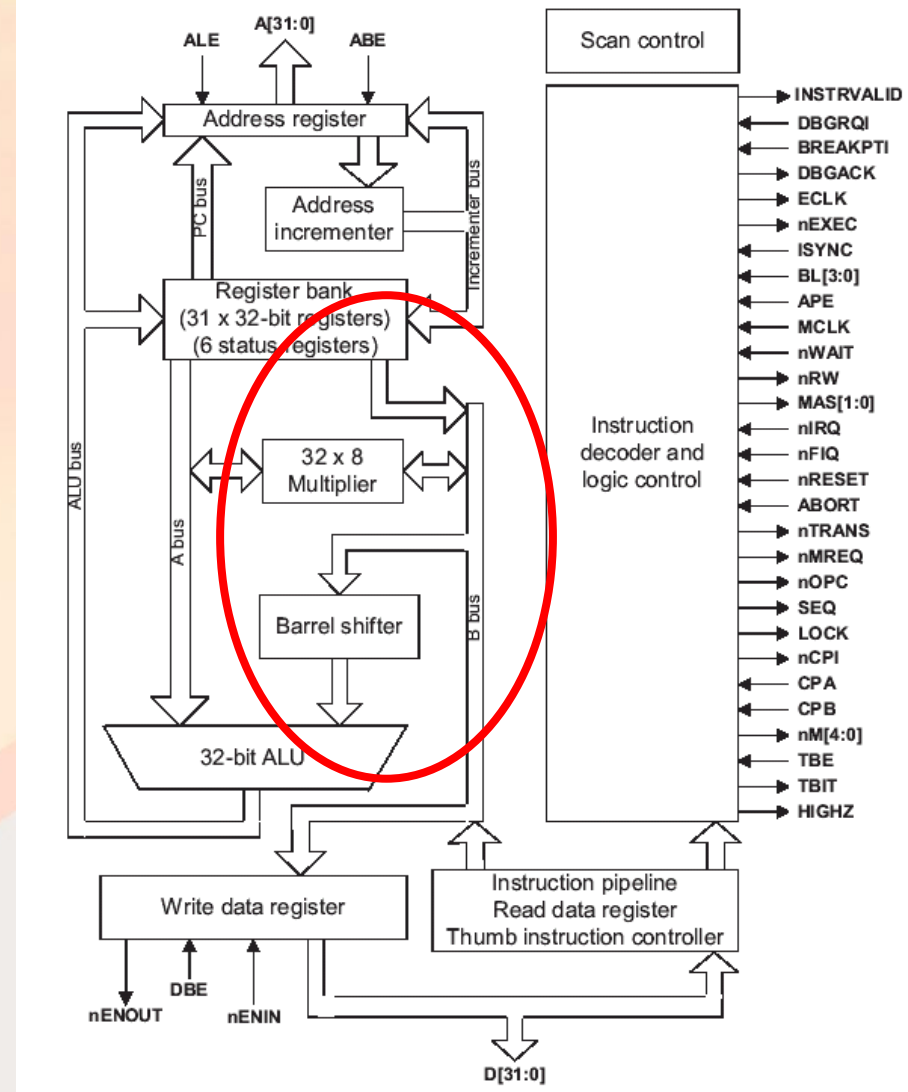 A[31:0]
ALE
ABE
Address register
PC bus
Address
incrementer
Incrementer bus
Register bank
(31 x 32-bit registers)
(6 status registers)
ALU bus
A bus
32 x 8
Multiplier
Barrel shifter
B bus
32-bit ALU
Write data register
Instruction pipeline
Read data register
Thumb instruction controller
nENOUT
DBE
nENIN
D[31:0]
Scan control
Instruction
decoder and
logic control
INSTRVALID
DBGRQI
BREAKPTI
DBGACK
ECLK
nEXEC
ISYNC
BL[3:0]
APE
MCLK
nWAIT
nRW
MAS[1:0]
nIRQ
nFIQ
nRESET
ABORT
nTRANS
nMREQ
nOPC
SEQ
LOCK
nCPI
CPA
CPB
nM[4:0]
TBE
TBIT
HIGHZ